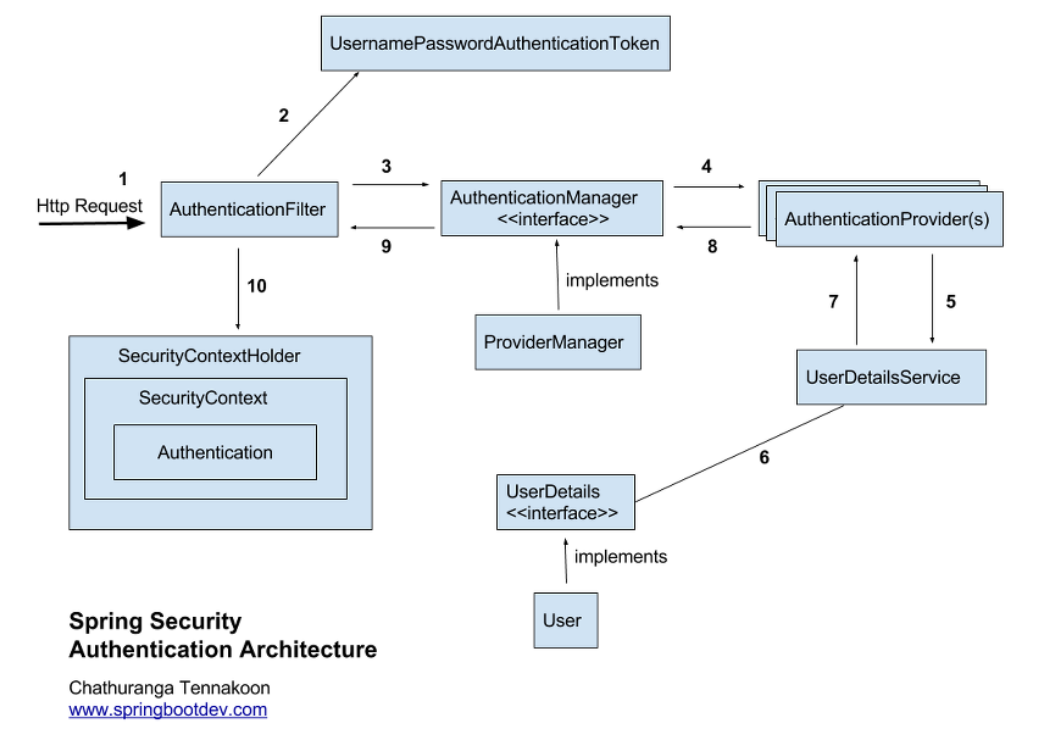 UsernamePasswordAuthenticationToken
2
1
3
4
Http Request
AuthenticationFilter
AuthenticationManager
<<interface>>
AuthenticationProvider(s)
9
8
10
implements
7
5
SecurityContextHolder
ProviderManager
UserDetailsService
SecurityContext
Authentication
6
UserDetails
<<interface>>
implements
User
Spring Security
Authentication Architecture
Chathuranga Tennakoon
www.springbootdev.com